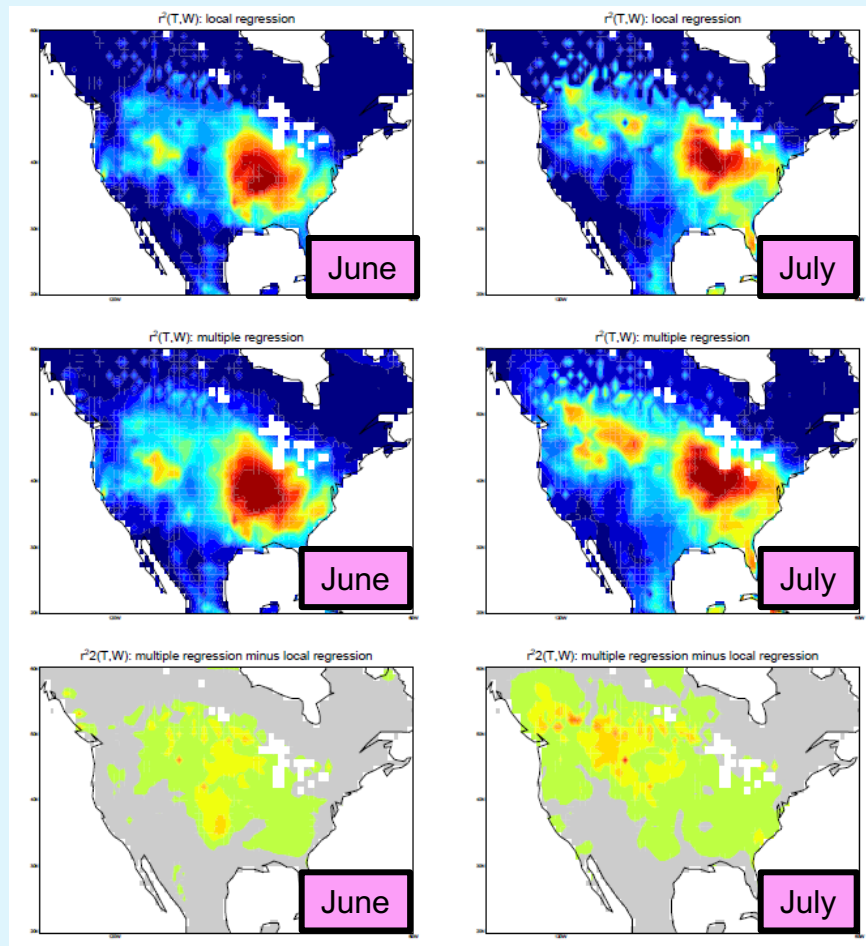 r²(T,W): local regression
r²(T,W): local regression
June
July
r²(T,W): multiple regression
r²(T,W): multiple regression
June
July
r²2(T,W): multiple regression minus local regression
r²2(T,W): multiple regression minus local regression
June
July